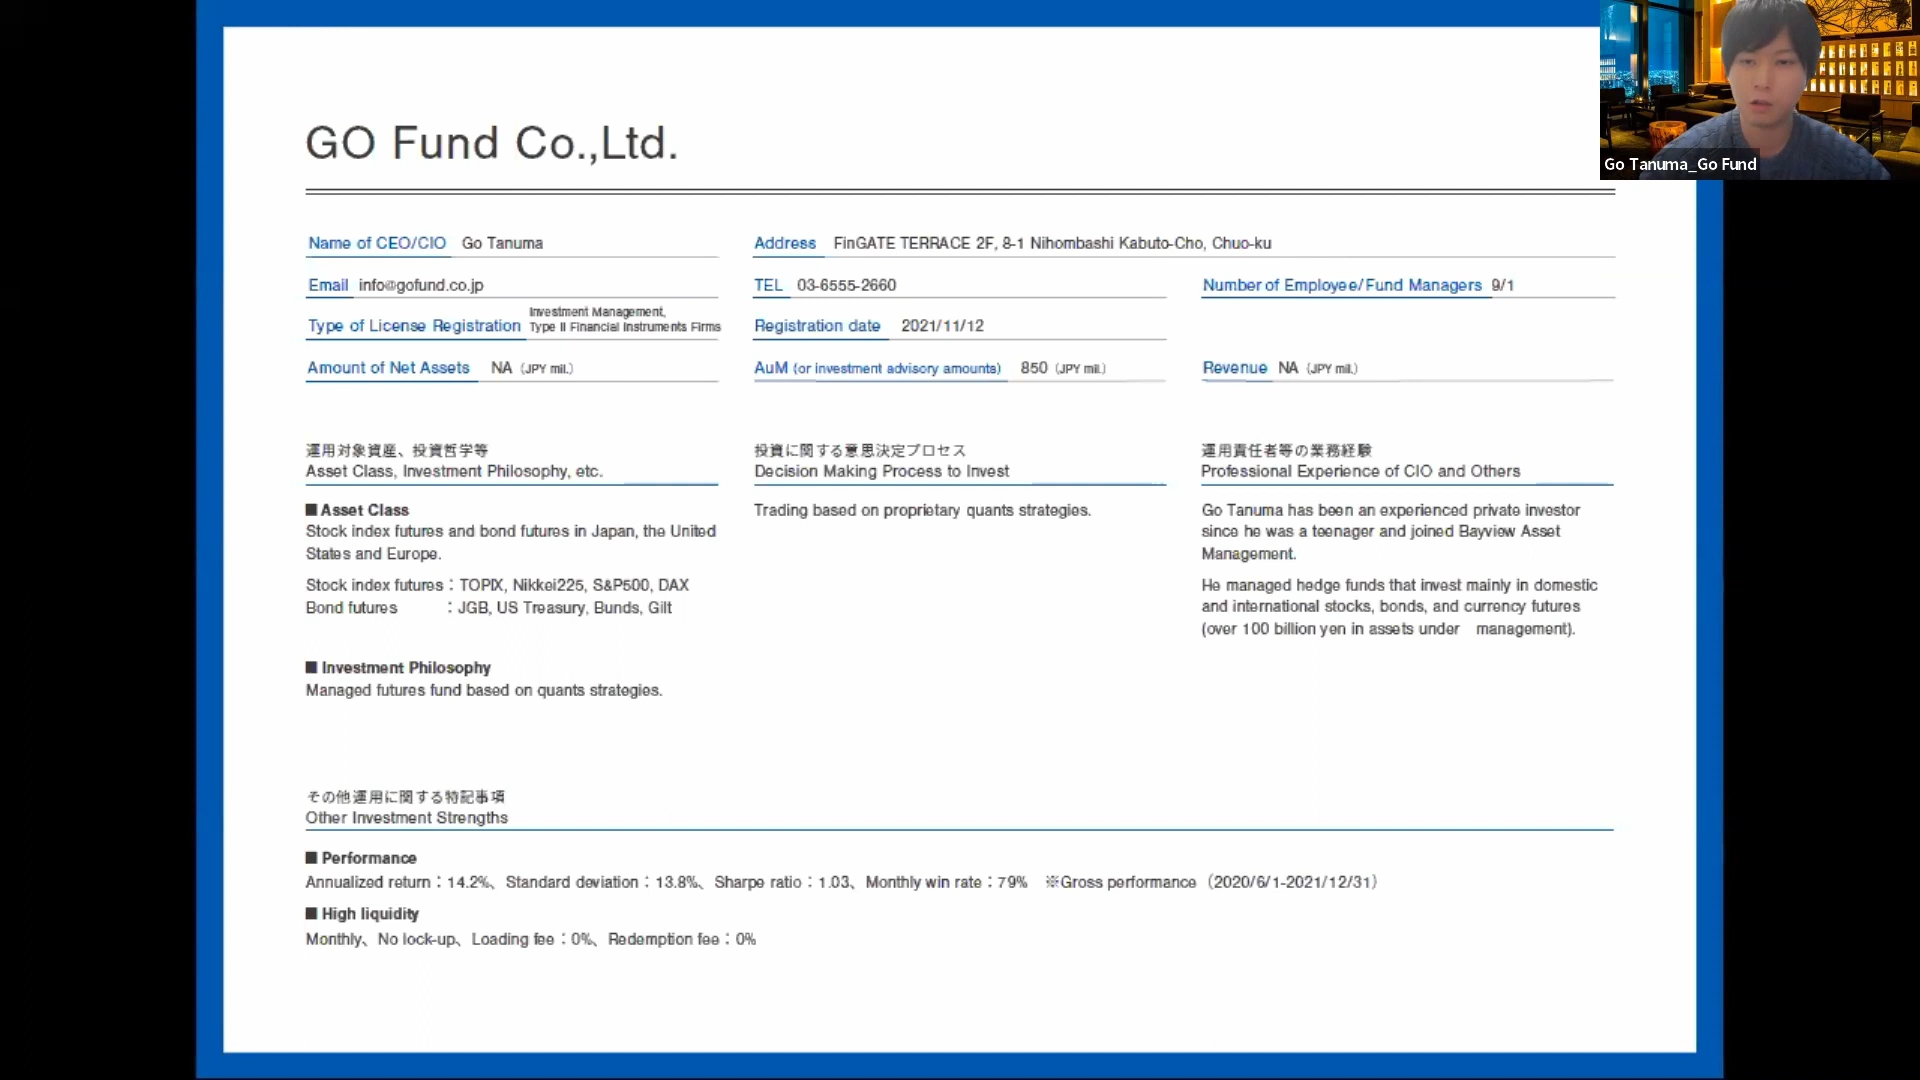 GO Fund Co.,Ltd.
Go Tanuma_Go Fund
Name of CEO/CIO Go Tanuma
Address FinGATE TERRACE 2F, 8-1 Nihombashi Kabuto-Cho, Chuo-ku
Email info@gofund.co.jp
TEL 03-6555-2660
Number of Employee/Fund Managers 9/1
Type of License Registration Investment Management,
Type II Financial Instruments Firms
Registration date 2021/11/12
Amount of Net Assets NA (JPY mil.)
AuM (or investment advisory amounts) 850 (JPY mil.)
Revenue NA (JPY mil.)
運用対象資産、投資哲学等
Asset Class, Investment Philosophy, etc.
■ Asset Class
Stock index futures and bond futures in Japan, the United
States and Europe.
Stock index futures：TOPIX, Nikkei225, S&P500, DAX
Bond futures ：JGB, US Treasury, Bunds, Gilt
■ Investment Philosophy
Managed futures fund based on quants strategies.
投資に関する意思決定プロセス
Decision Making Process to Invest
Trading based on proprietary quants strategies.
運用責任者等の業務経験
Professional Experience of CIO and Others
Go Tanuma has been an experienced private investor
since he was a teenager and joined Bayview Asset
Management.
He managed hedge funds that invest mainly in domestic
and international stocks, bonds, and currency futures
(over 100 billion yen in assets under management).
その他運用に関する特記事項
Other Investment Strengths
■ Performance
Annualized return：14.2%、Standard deviation：13.8%、Sharpe ratio：1.03、Monthly win rate：79% ※Gross performance（2020/6/1-2021/12/31）
■ High liquidity
Monthly、No lock-up、Loading fee：0%、Redemption fee：0%